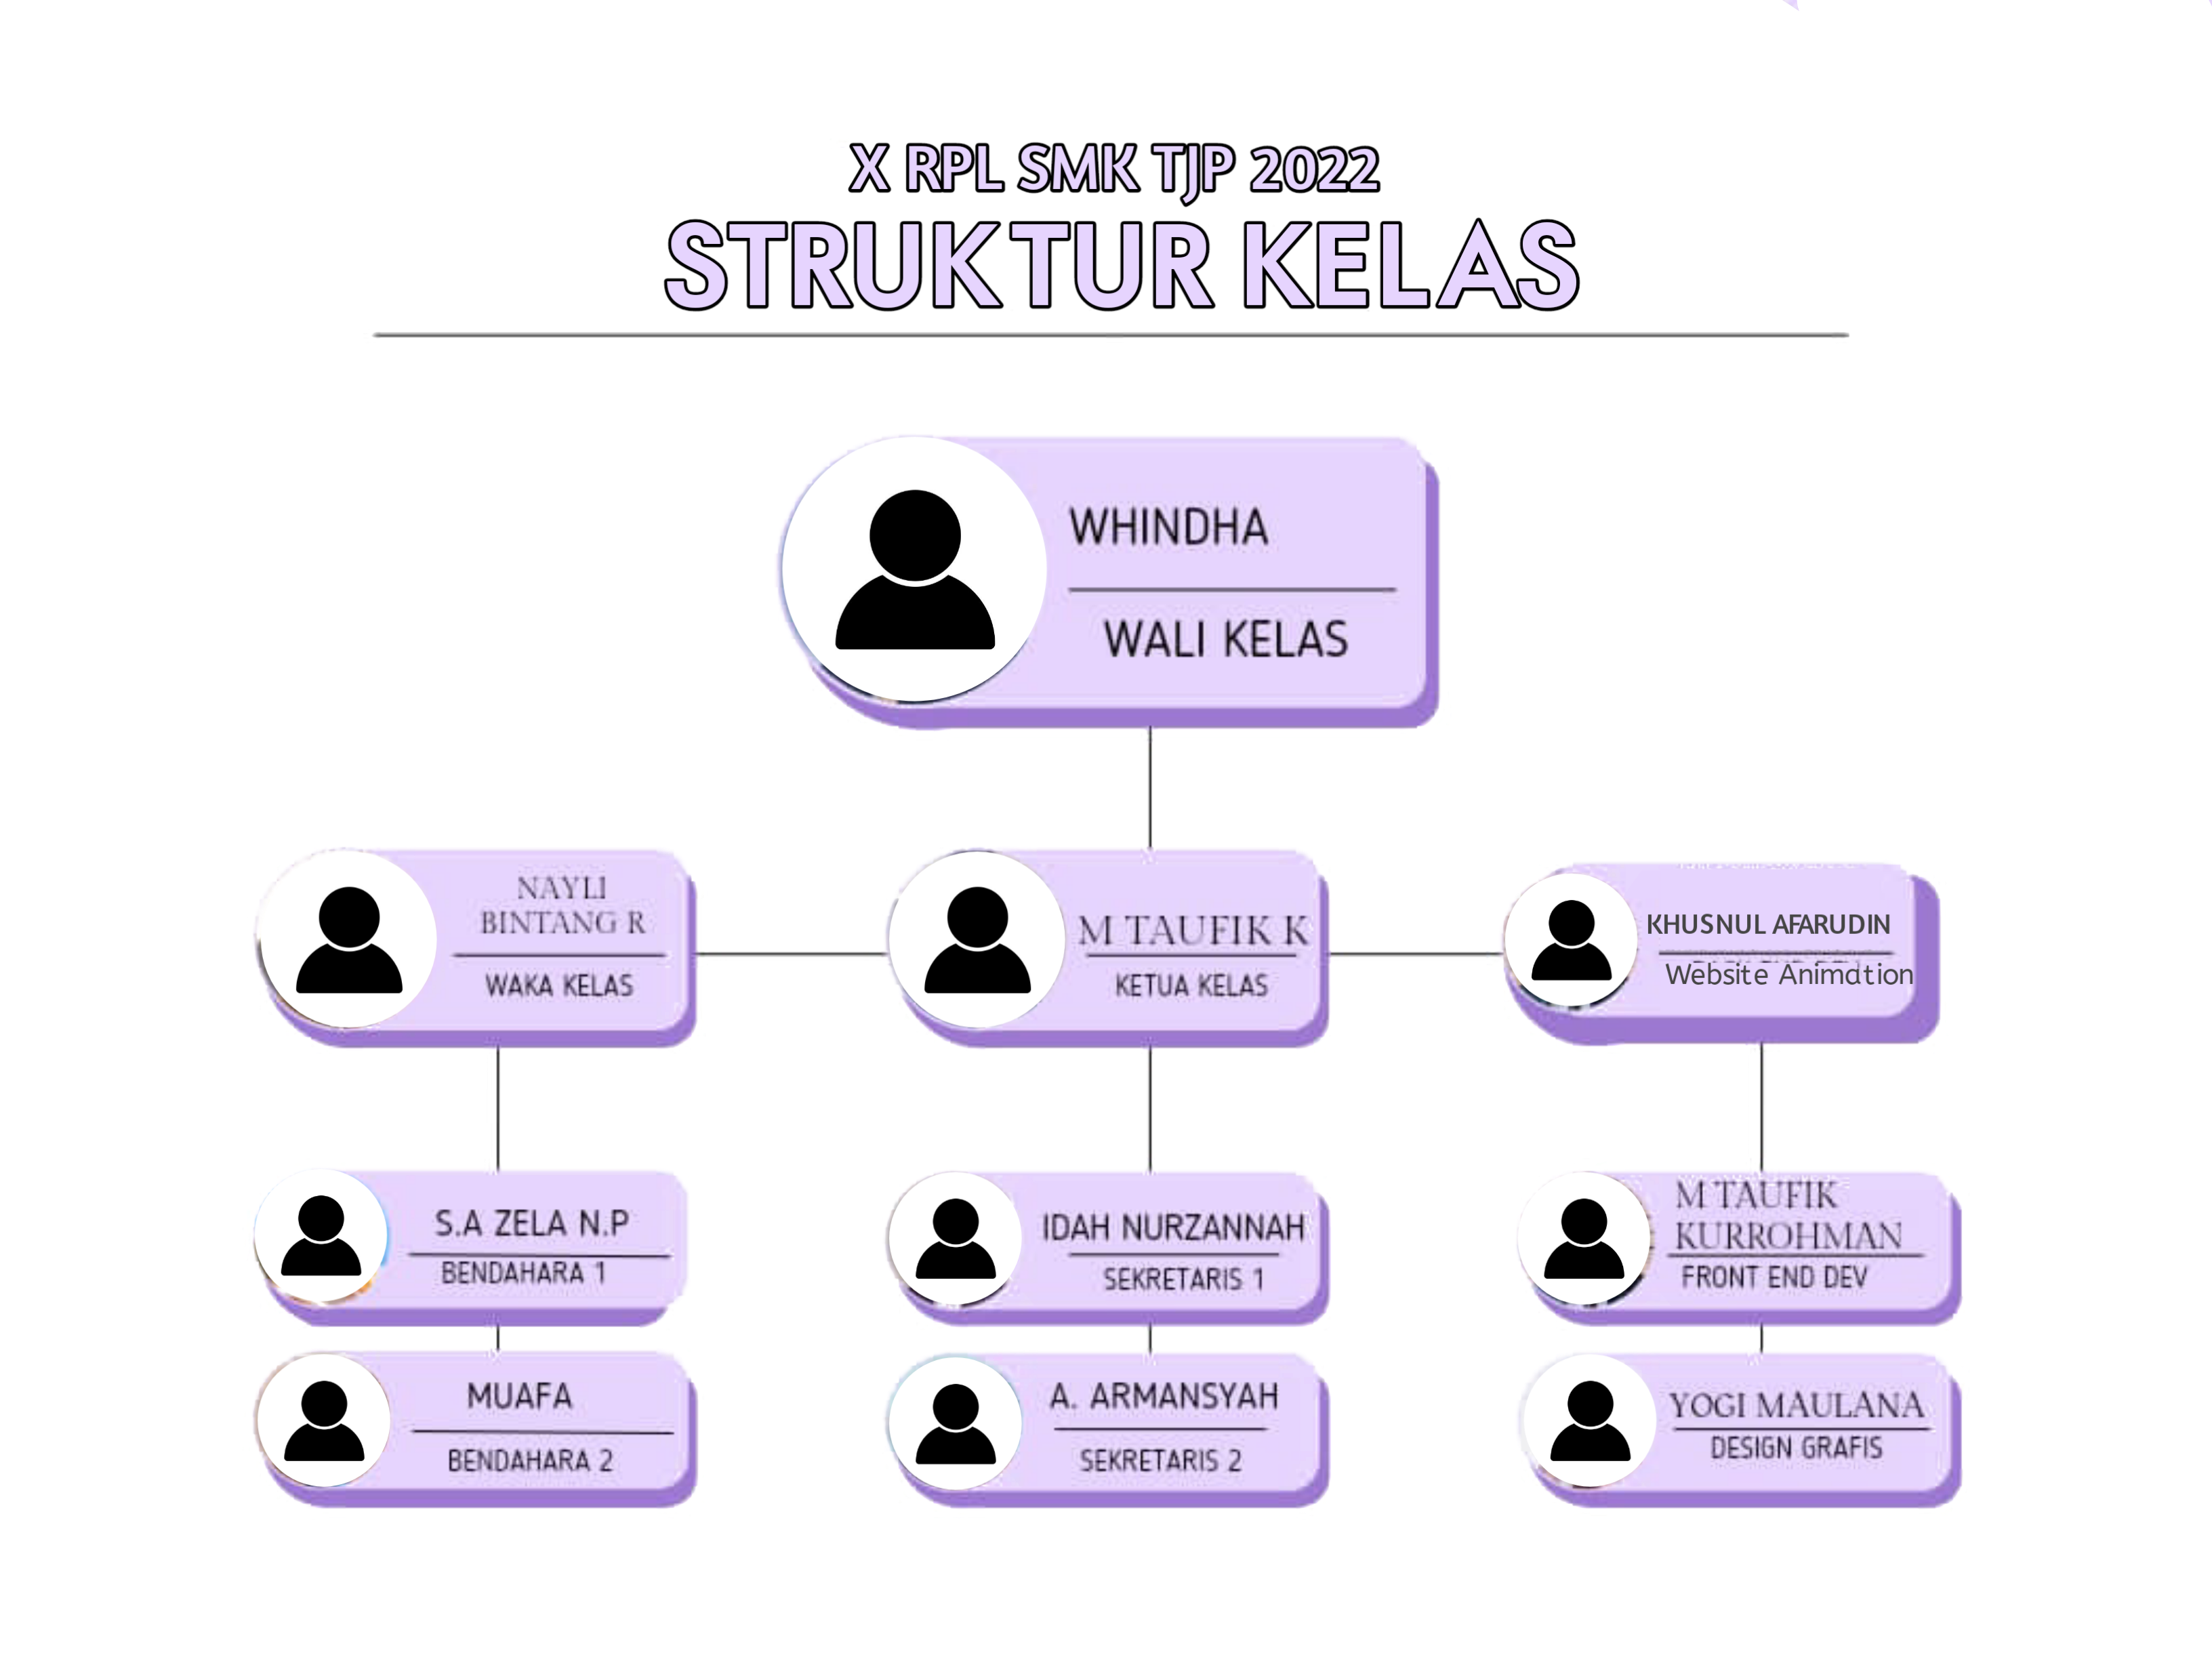 X RPL SMK TJP 2022
STRUKTUR KELAS
WHINDHA
WALI KELAS
NAYLI
BINTANG R
WAKA KELAS
M TAUFIK K
KETUA KELAS
KHUSNUL AFARUDIN
Website Animation
S.A ZELA N.P
BENDAHARA 1
IDAH NURZANNAH
SEKRETARIS 1
M TAUFIK
KURROHMAN
FRONT END DEV
MUAFA
BENDAHARA 2
A. ARMANSYAH
SEKRETARIS 2
YOGI MAULANA
DESIGN GRAFIS